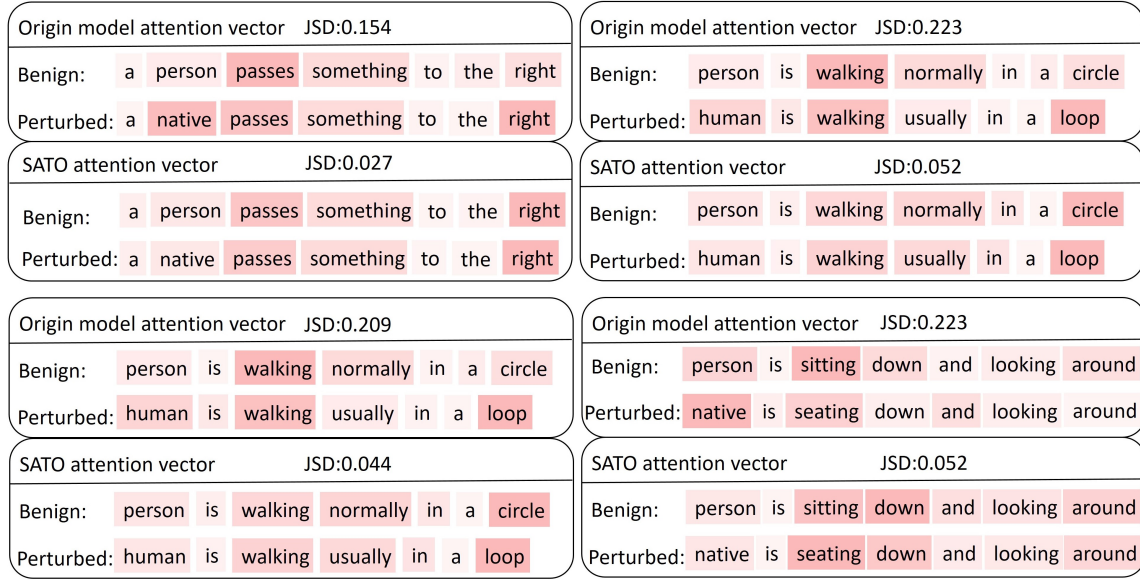 Origin model attention vector JSD:0.154
Benign: a person passes something to the right
Perturbed: a native passes something to the right
SATO attention vector JSD:0.027
Benign: a person passes something to the right
Perturbed: a native passes something to the right
Origin model attention vector JSD:0.223
Benign: person is walking normally in a circle
Perturbed: human is walking usually in a loop
SATO attention vector JSD:0.052
Benign: person is walking normally in a circle
Perturbed: human is walking usually in a loop
Origin model attention vector JSD:0.209
Benign: person is walking normally in a circle
Perturbed: human is walking usually in a loop
SATO attention vector JSD:0.044
Benign: person is walking normally in a circle
Perturbed: human is walking usually in a loop
Origin model attention vector JSD:0.223
Benign: person is sitting down and looking around
Perturbed: native is seating down and looking around
SATO attention vector JSD:0.052
Benign: person is sitting down and looking around
Perturbed: native is seating down and looking around